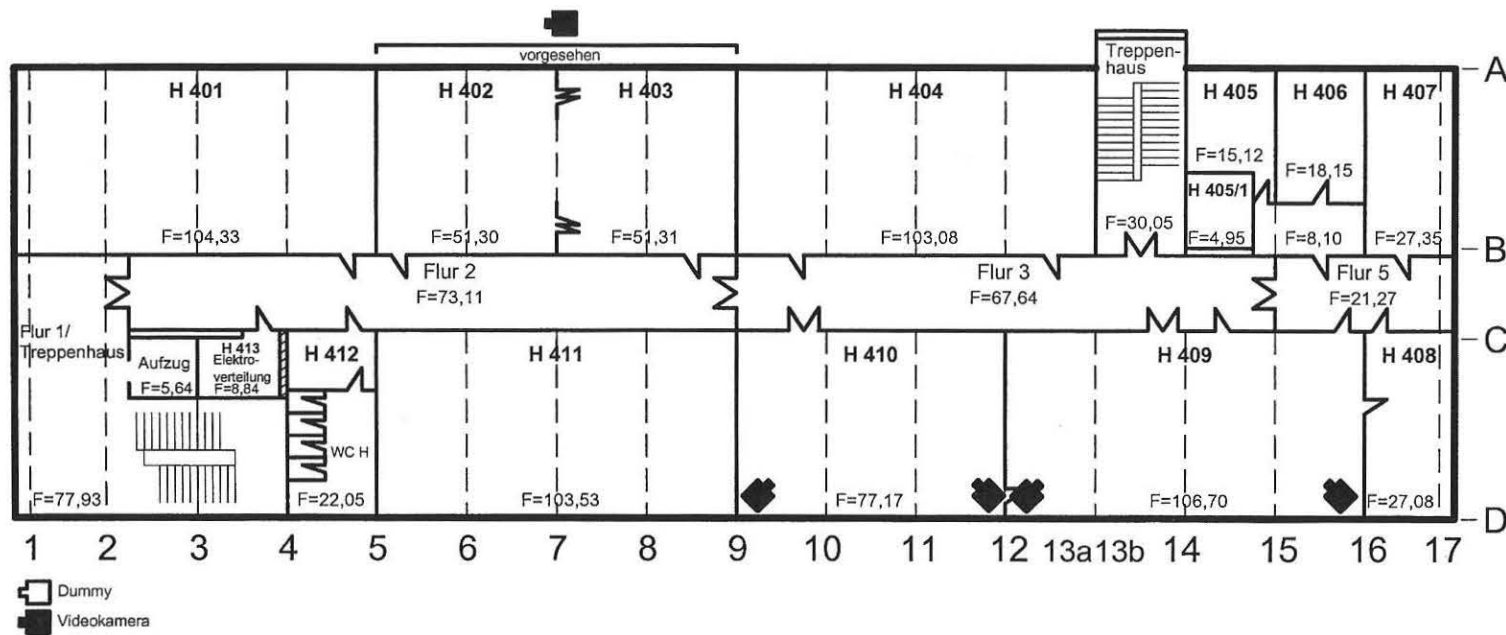 vorgesehen
Treppen-
haus
A
H 401
H 402
H 403
H 404
H 405
H 406
H 407
F=15,12
F=18,15
H 405/1
F=30,05
F=104,33
F=51,30
F=51,31
F=103,08
F=4,95
F=8,10
F=27,35
B
Flur 2
Flur 3
Flur 5
F=73,11
F=67,64
F=21,27
Flur 1/
Treppenhaus
C
H 413
Elektro-
verteilung
F=8,84
Aufzug
F=5,64
H 412
H 411
H 410
H 409
H 408
WC H
F=77,93
F=22,05
F=103,53
F=77,17
F=106,70
F=27,08
D
1 2 3 4 5 6 7 8 9 10 11 12 13a 13b 14 15 16 17
Dummy
Videokamera